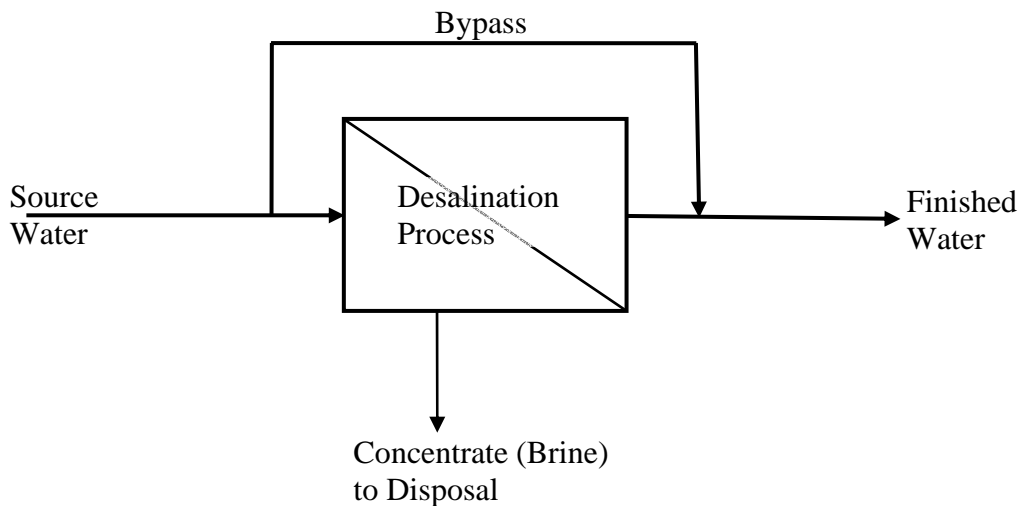 Bypass
Source
Water
Desalination
Process
Finished
Water
Concentrate (Brine)
to Disposal